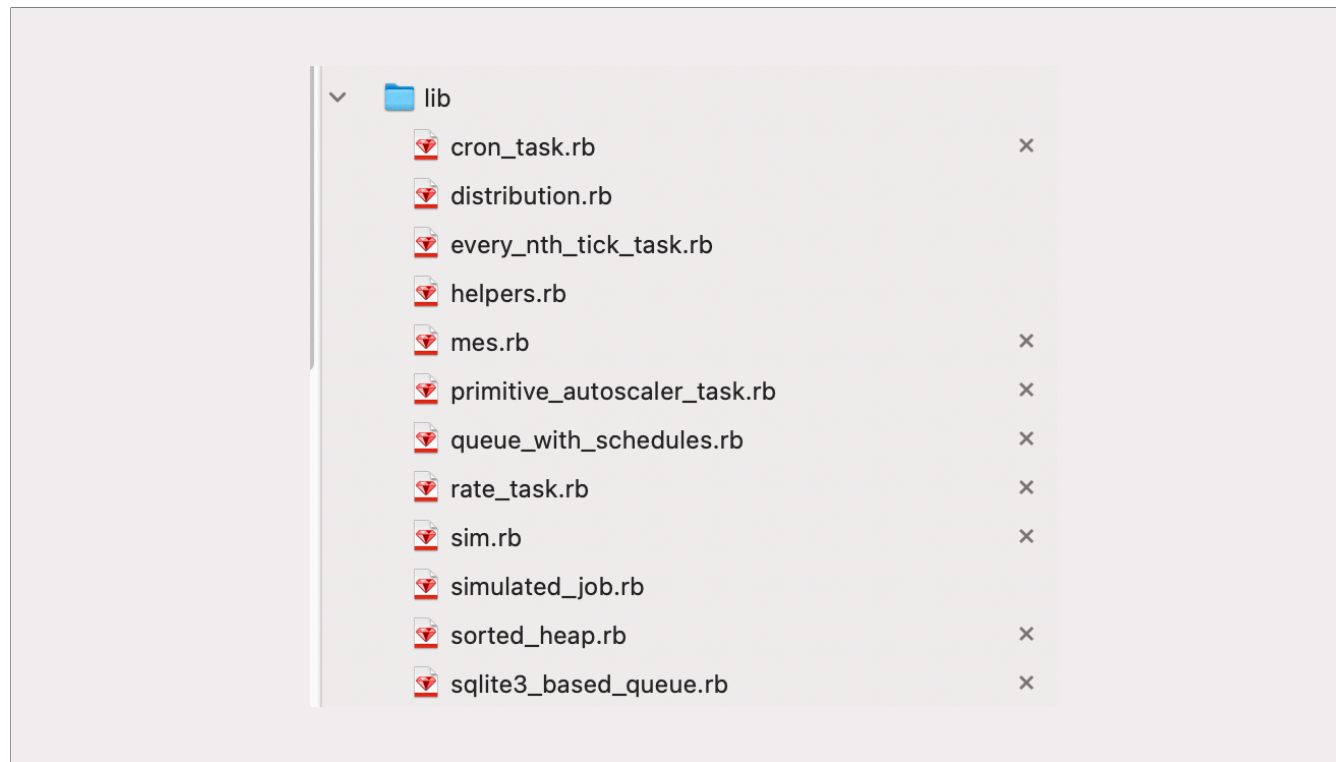 lib
cron_task.rb
distribution.rb
every_nth_tick_task.rb
helpers.rb
mes.rb
primitive_autoscaler_task.rb
queue_with_schedules.rb
rate_task.rb
sim.rb
simulated_job.rb
sorted_heap.rb
sqlite3_based_queue.rb